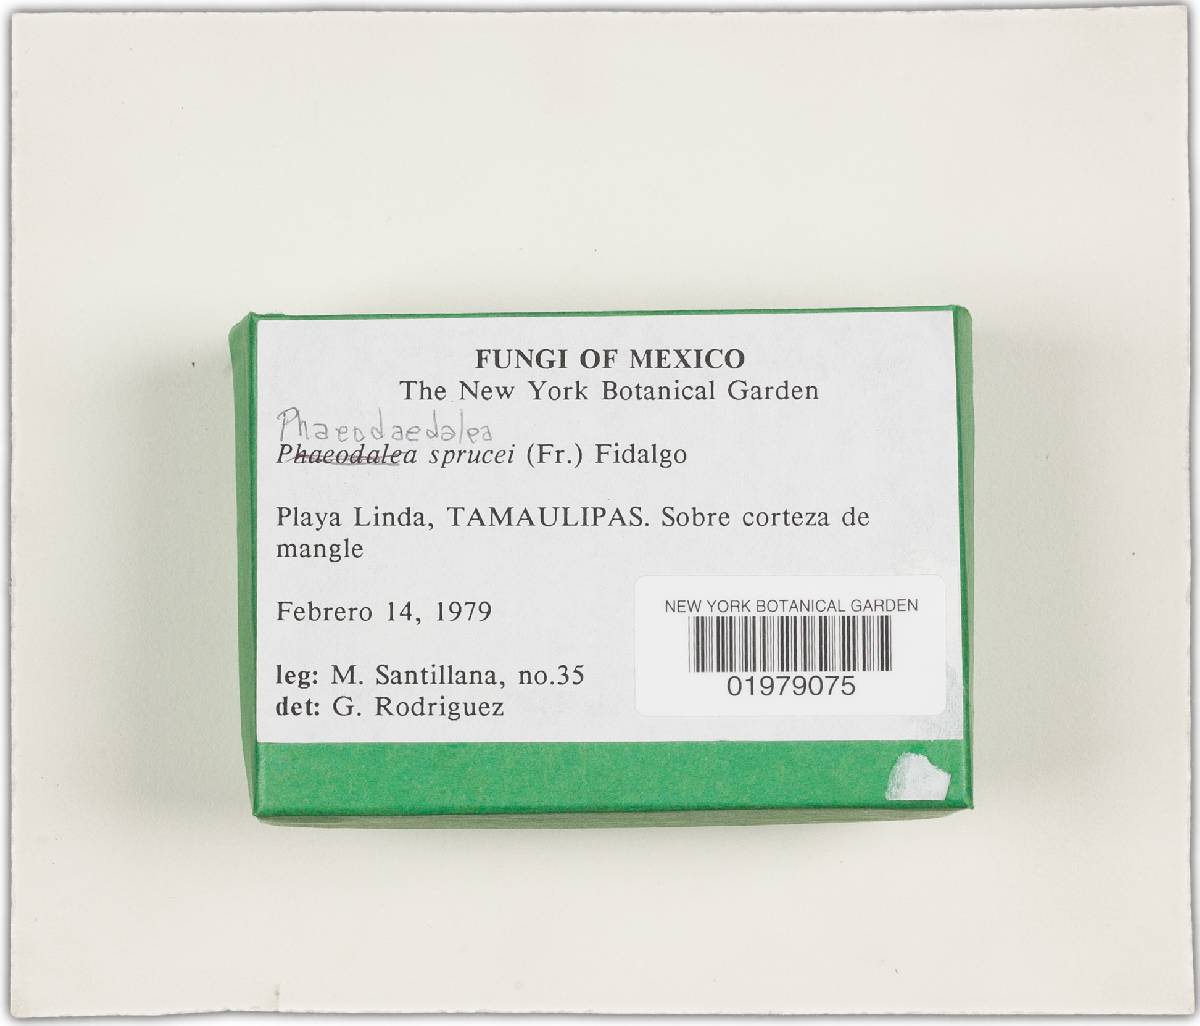 FUNGI OF MEXICO
The New York Botanical Garden
Phaeodaedalea
Phaeodalea sprucei (Fr.) Fidalgo
Playa Linda, TAMAULIPAS. Sobre corteza de
mangle
Febrero 14, 1979
leg: M. Santillana, no.35
det: G. Rodriguez
NEW YORK BOTANICAL GARDEN
01979075